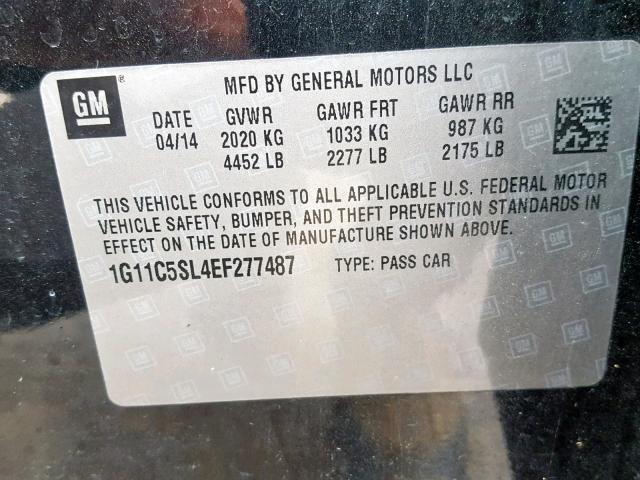 GM ®
MFD BY GENERAL MOTORS LLC
DATE GVWR GAWR FRT GAWR RR
04/14 2020 KG 1033 KG 987 KG
4452 LB 2277 LB 2175 LB
THIS VEHICLE CONFORMS TO ALL APPLICABLE U.S. FEDERAL MOTOR
VEHICLE SAFETY, BUMPER, AND THEFT PREVENTION STANDARDS IN
EFFECT ON THE DATE OF MANUFACTURE SHOWN ABOVE.
1G11C5SL4EF277487 TYPE: PASS CAR